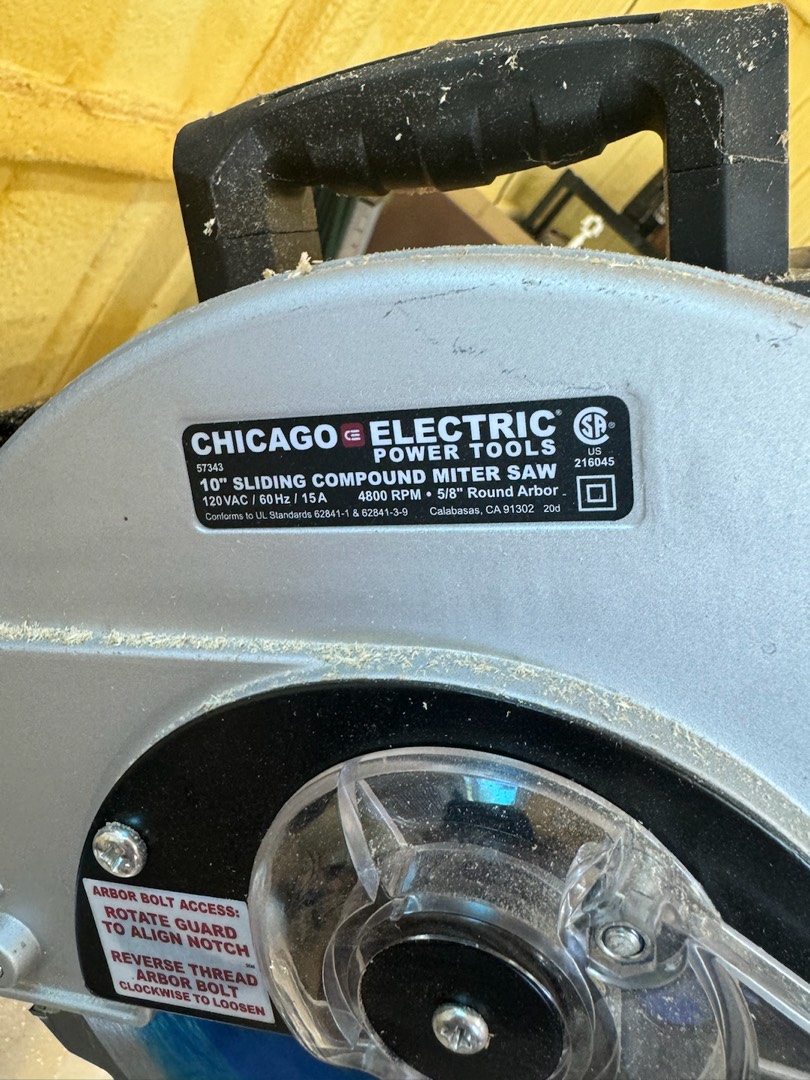 CHICAGO CE ELECTRIC®
POWER TOOLS
57343
10" SLIDING COMPOUND MITER SAW
120VAC / 60Hz / 15A 4800 RPM • 5/8" Round Arbor
Conforms to UL Standards 62841-1 & 62841-3-9 Calabasas, CA 91302 20d
CSA®
US
216045
ARBOR BOLT ACCESS:
ROTATE GUARD
TO ALIGN NOTCH
REVERSE THREAD
ARBOR BOLT
CLOCKWISE TO LOOSEN